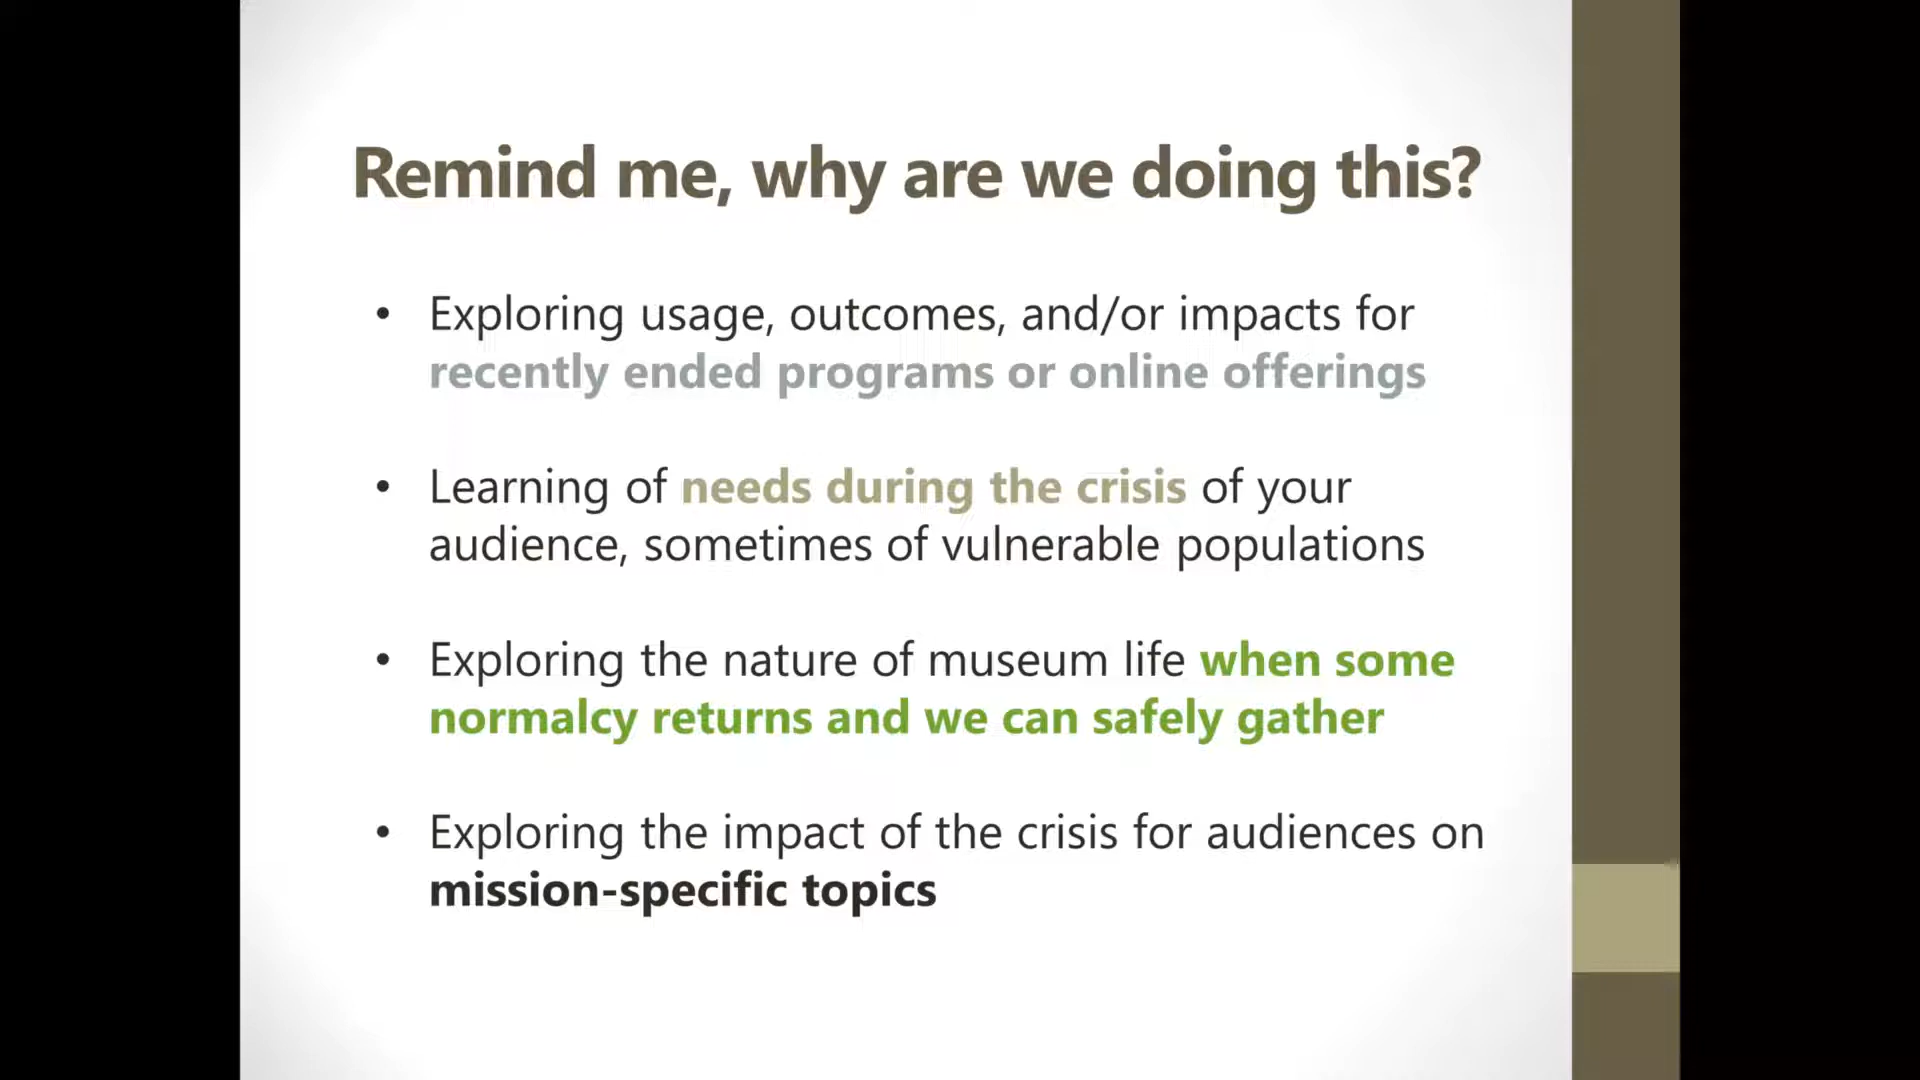 Remind me, why are we doing this?
• Exploring usage, outcomes, and/or impacts for
recently ended programs or online offerings
• Learning of needs during the crisis of your
audience, sometimes of vulnerable populations
• Exploring the nature of museum life when some
normalcy returns and we can safely gather
• Exploring the impact of the crisis for audiences on
mission-specific topics